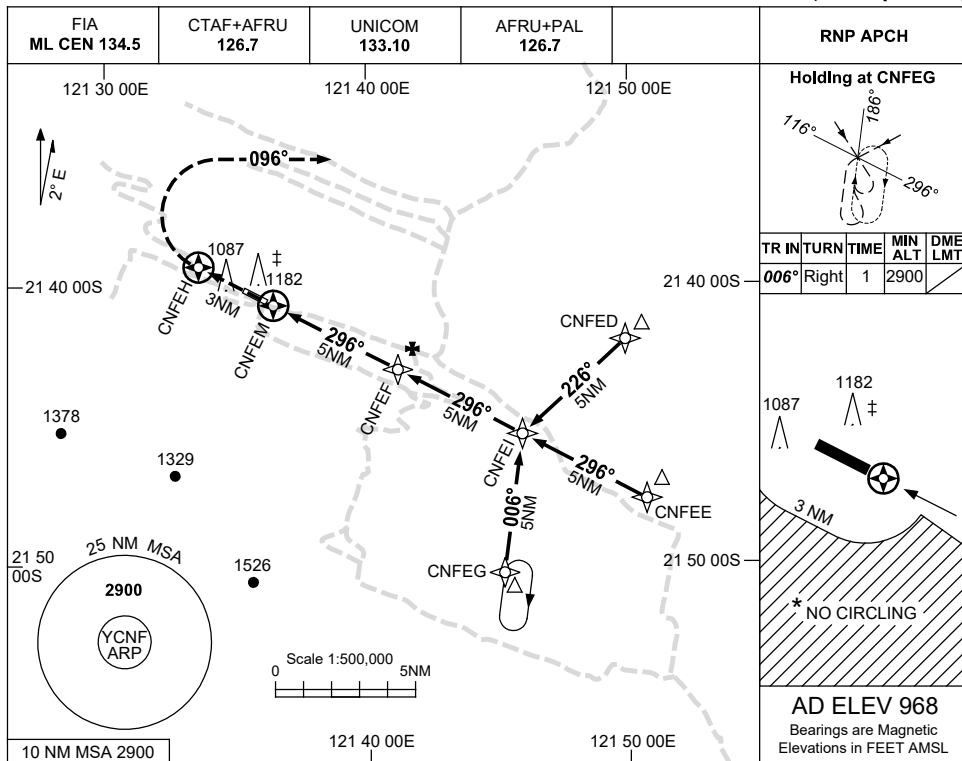 FIA
ML CEN 134.5
CTAF+AFRU
126.7
UNICOM
133.10
AFRU+PAL
126.7
RNP APCH
121 30 00E
121 40 00E
121 50 00E
2° E
096°
1087
‡
1182
21 40 00S
21 40 00S
CNFEH
3NM
CNFEM
296°
5NM
CNFEF
CNFED
226°
5NM
296°
5NM
CNFEI
296°
5NM
CNFEE
006°
5NM
CNFEG
1378
1329
1526
21 50
00S
21 50 00S
25 NM MSA
2900
YCNF
ARP
Scale 1:500,000
0
5NM
10 NM MSA 2900
121 40 00E
121 50 00E
Holding at CNFEG
186°
116°
296°
TR IN TURN TIME MIN ALT DME LMT
006° Right 1 2900
1182
‡
1087
3 NM
* NO CIRCLING
AD ELEV 968
Bearings are Magnetic
Elevations in FEET AMSL